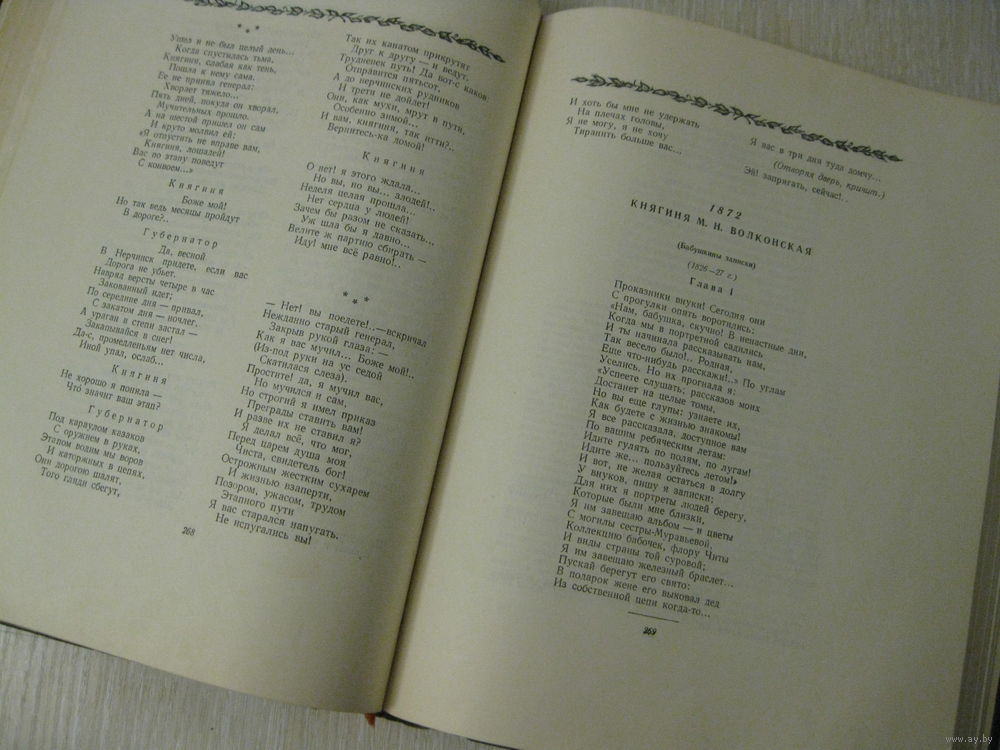 * * *
Ушел и не был целый день...
Когда спустилась тьма,
Княгиня, слабая как тень,
Пошла к нему сама.
Ее не принял генерал:
Хворает тяжело...
Пять дней, покуда он хворал,
Мучительных прошло.
А на шестой пришел он сам
И круто молвил ей:
«Я отпустить не вправе вам,
Княгиня, лошадей!
Вас по этапу поведут
С конвоем...»
Княгиня
Боже мой!
Но так ведь месяцы пройдут
В дороге?..
Губернатор
Да, весной
В Нерчинск придете, если вас
Дорога не убьет.
Навряд версты четыре в час
Закованный идет;
По середине дня — привал,
С закатом дня — ночлег,
А ураган в степи застал —
Закапывайся в снег!
Да-с, промедленьям нет числа,
Иной упал, ослаб...
Княгиня
Не хорошо я поняла —
Что значит ваш этап?
Губернатор
Под караулом казаков
С оружием в руках,
Этапом водим мы воров
И каторжных в цепях,
Они дорогою шалят,
Того гляди сбегут,
Так их канатом прикрутят
Друг к другу — и ведут.
Трудненек путь! Да вот-с каков:
Отправится пятьсот,
А до нерчинских рудников
И трети не дойдет!
Они, как мухи, мрут в пути,
Особенно зимой...
И вам, княгиня, так итти?..
Вернитесь-ка домой!
Княгиня
О нет! я этого ждала...
Но вы, но вы... злодей!..
Неделя целая прошла...
Нет сердца у людей!
Зачем бы разом не сказать...
Уж шла бы я давно...
Велите ж партию сбирать —
Иду! мне всё равно!..
* * *
— Нет! вы поедете!..—вскричал
Нежданно старый генерал,
Закрыв рукой глаза: —
Как я вас мучил... Боже мой!..
(Из-под руки на ус седой
Скатилася слеза).
Простите! да, я мучил вас,
Но мучился и сам,
Но строгий я имел приказ
Преграды ставить вам!
И разве их не ставил я?
Я делал всё, что мог,
Перед царем душа моя
Чиста, свидетель бог!
Острожным жестким сухарем
И жизнью взаперти,
Позором, ужасом, трудом
Этапного пути
Я вас старался напугать.
Не испугались вы!
268
И хоть бы мне не удержать
На плечах головы,
Я не могу, я не хочу
Тиранить больше вас...
Я вас в три дня туда домчу...
(Отворяя дверь, кричит.)
Эй! запрягать, сейчас!..
1872
КНЯГИНЯ М. Н. ВОЛКОНСКАЯ
(Бабушкины записки)
(1826—27 г.)
Глава I
Проказники внуки! Сегодня они
С прогулки опять воротились:
«Нам, бабушка, скучно! В ненастные дни,
Когда мы в портретной садились
И ты начинала рассказывать нам,
Так весело было!.. Родная,
Еще что-нибудь расскажи!..» По углам
Уселись. Но их прогнала я:
«Успеете слушать; рассказов моих
Достанет на целые томы,
Но вы еще глупы: узнаете их,
Как будете с жизнью знакомы!
Я все рассказала, доступное вам
По вашим ребяческим летам:
Идите гулять по полям, по лугам!
Идите же... пользуйтесь летом!»
И вот, не желая остаться в долгу
У внуков, пишу я записки;
Для них я портреты людей берегу,
Которые были мне близки,
Я им завещаю альбом — и цветы
С могилы сестры-Муравьевой,
Коллекцию бабочек, флору Читы
И виды страны той суровой;
Я им завещаю железный браслет...
Пускай берегут его свято:
В подарок жене его выковал дед
Из собственной цепи когда-то...
269
www.ay.by